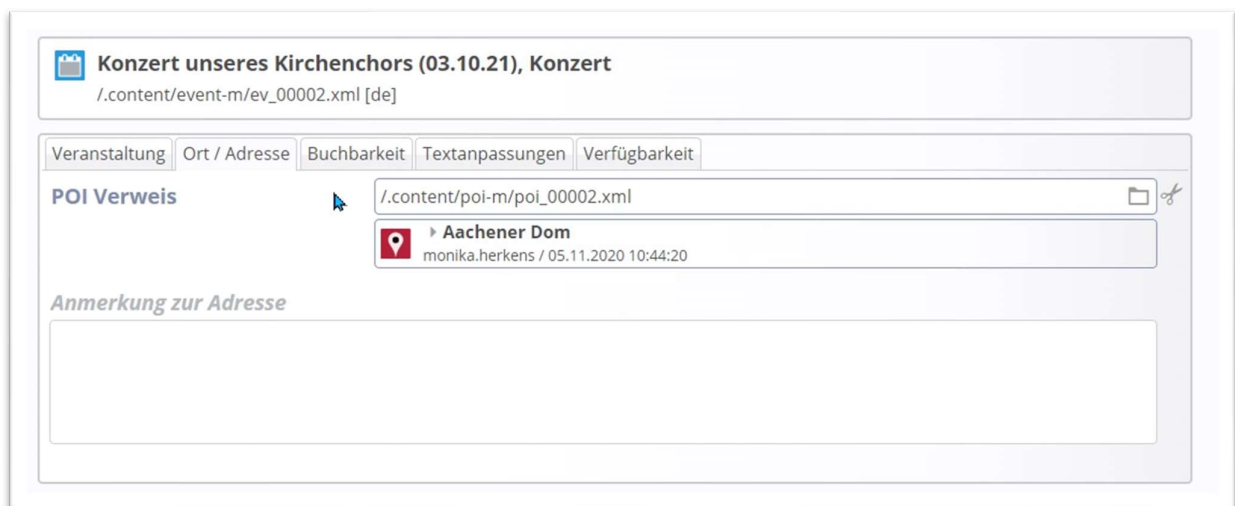 Konzert unseres Kirchenchors (03.10.21), Konzert
/.content/event-m/ev_00002.xml [de]
Veranstaltung Ort / Adresse Buchbarkeit Textanpassungen Verfügbarkeit
POI Verweis /.content/poi-m/poi_00002.xml
Aachener Dom
monika.herkens / 05.11.2020 10:44:20
Anmerkung zur Adresse